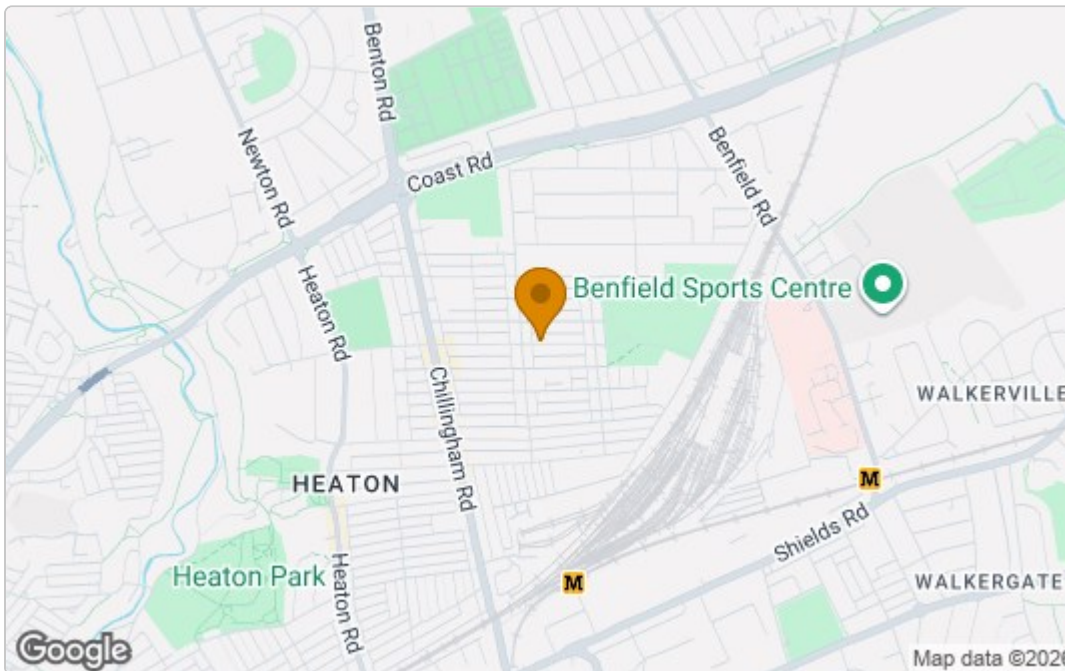 Benton Rd
Newton Rd
Coast Rd
Benfield Rd
Heaton Rd
Benfield Sports Centre
Chillingham Rd
WALKERVILLE
HEATON
M
Shields Rd
Heaton Park
M
Heaton Rd
WALKERGATE
Google
Map data ©2026